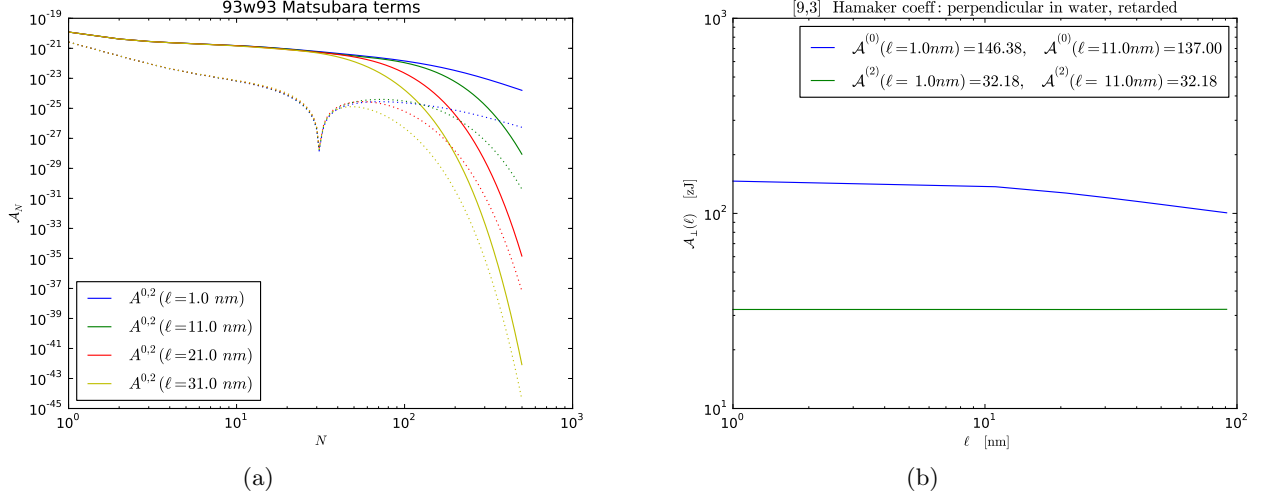 93w93 Matsubara terms
10^-19
10^-21
10^-23
10^-25
10^-27
10^-29
10^-31
10^-33
10^-35
10^-37
10^-39
10^-41
10^-43
10^-45
𝒜_N
A^{0,2}(ℓ=1.0 nm)
A^{0,2}(ℓ=11.0 nm)
A^{0,2}(ℓ=21.0 nm)
A^{0,2}(ℓ=31.0 nm)
10^0 10^1 10^2 10^3
N
(a)
[9,3] Hamaker coeff: perpendicular in water, retarded
10^3
10^2
10^1
𝒜_⊥(ℓ) [zJ]
𝒜^{(0)}(ℓ=1.0nm)=146.38, 𝒜^{(0)}(ℓ=11.0nm)=137.00
𝒜^{(2)}(ℓ= 1.0nm)=32.18, 𝒜^{(2)}(ℓ= 11.0nm)=32.18
10^0 10^1 10^2
ℓ [nm]
(b)